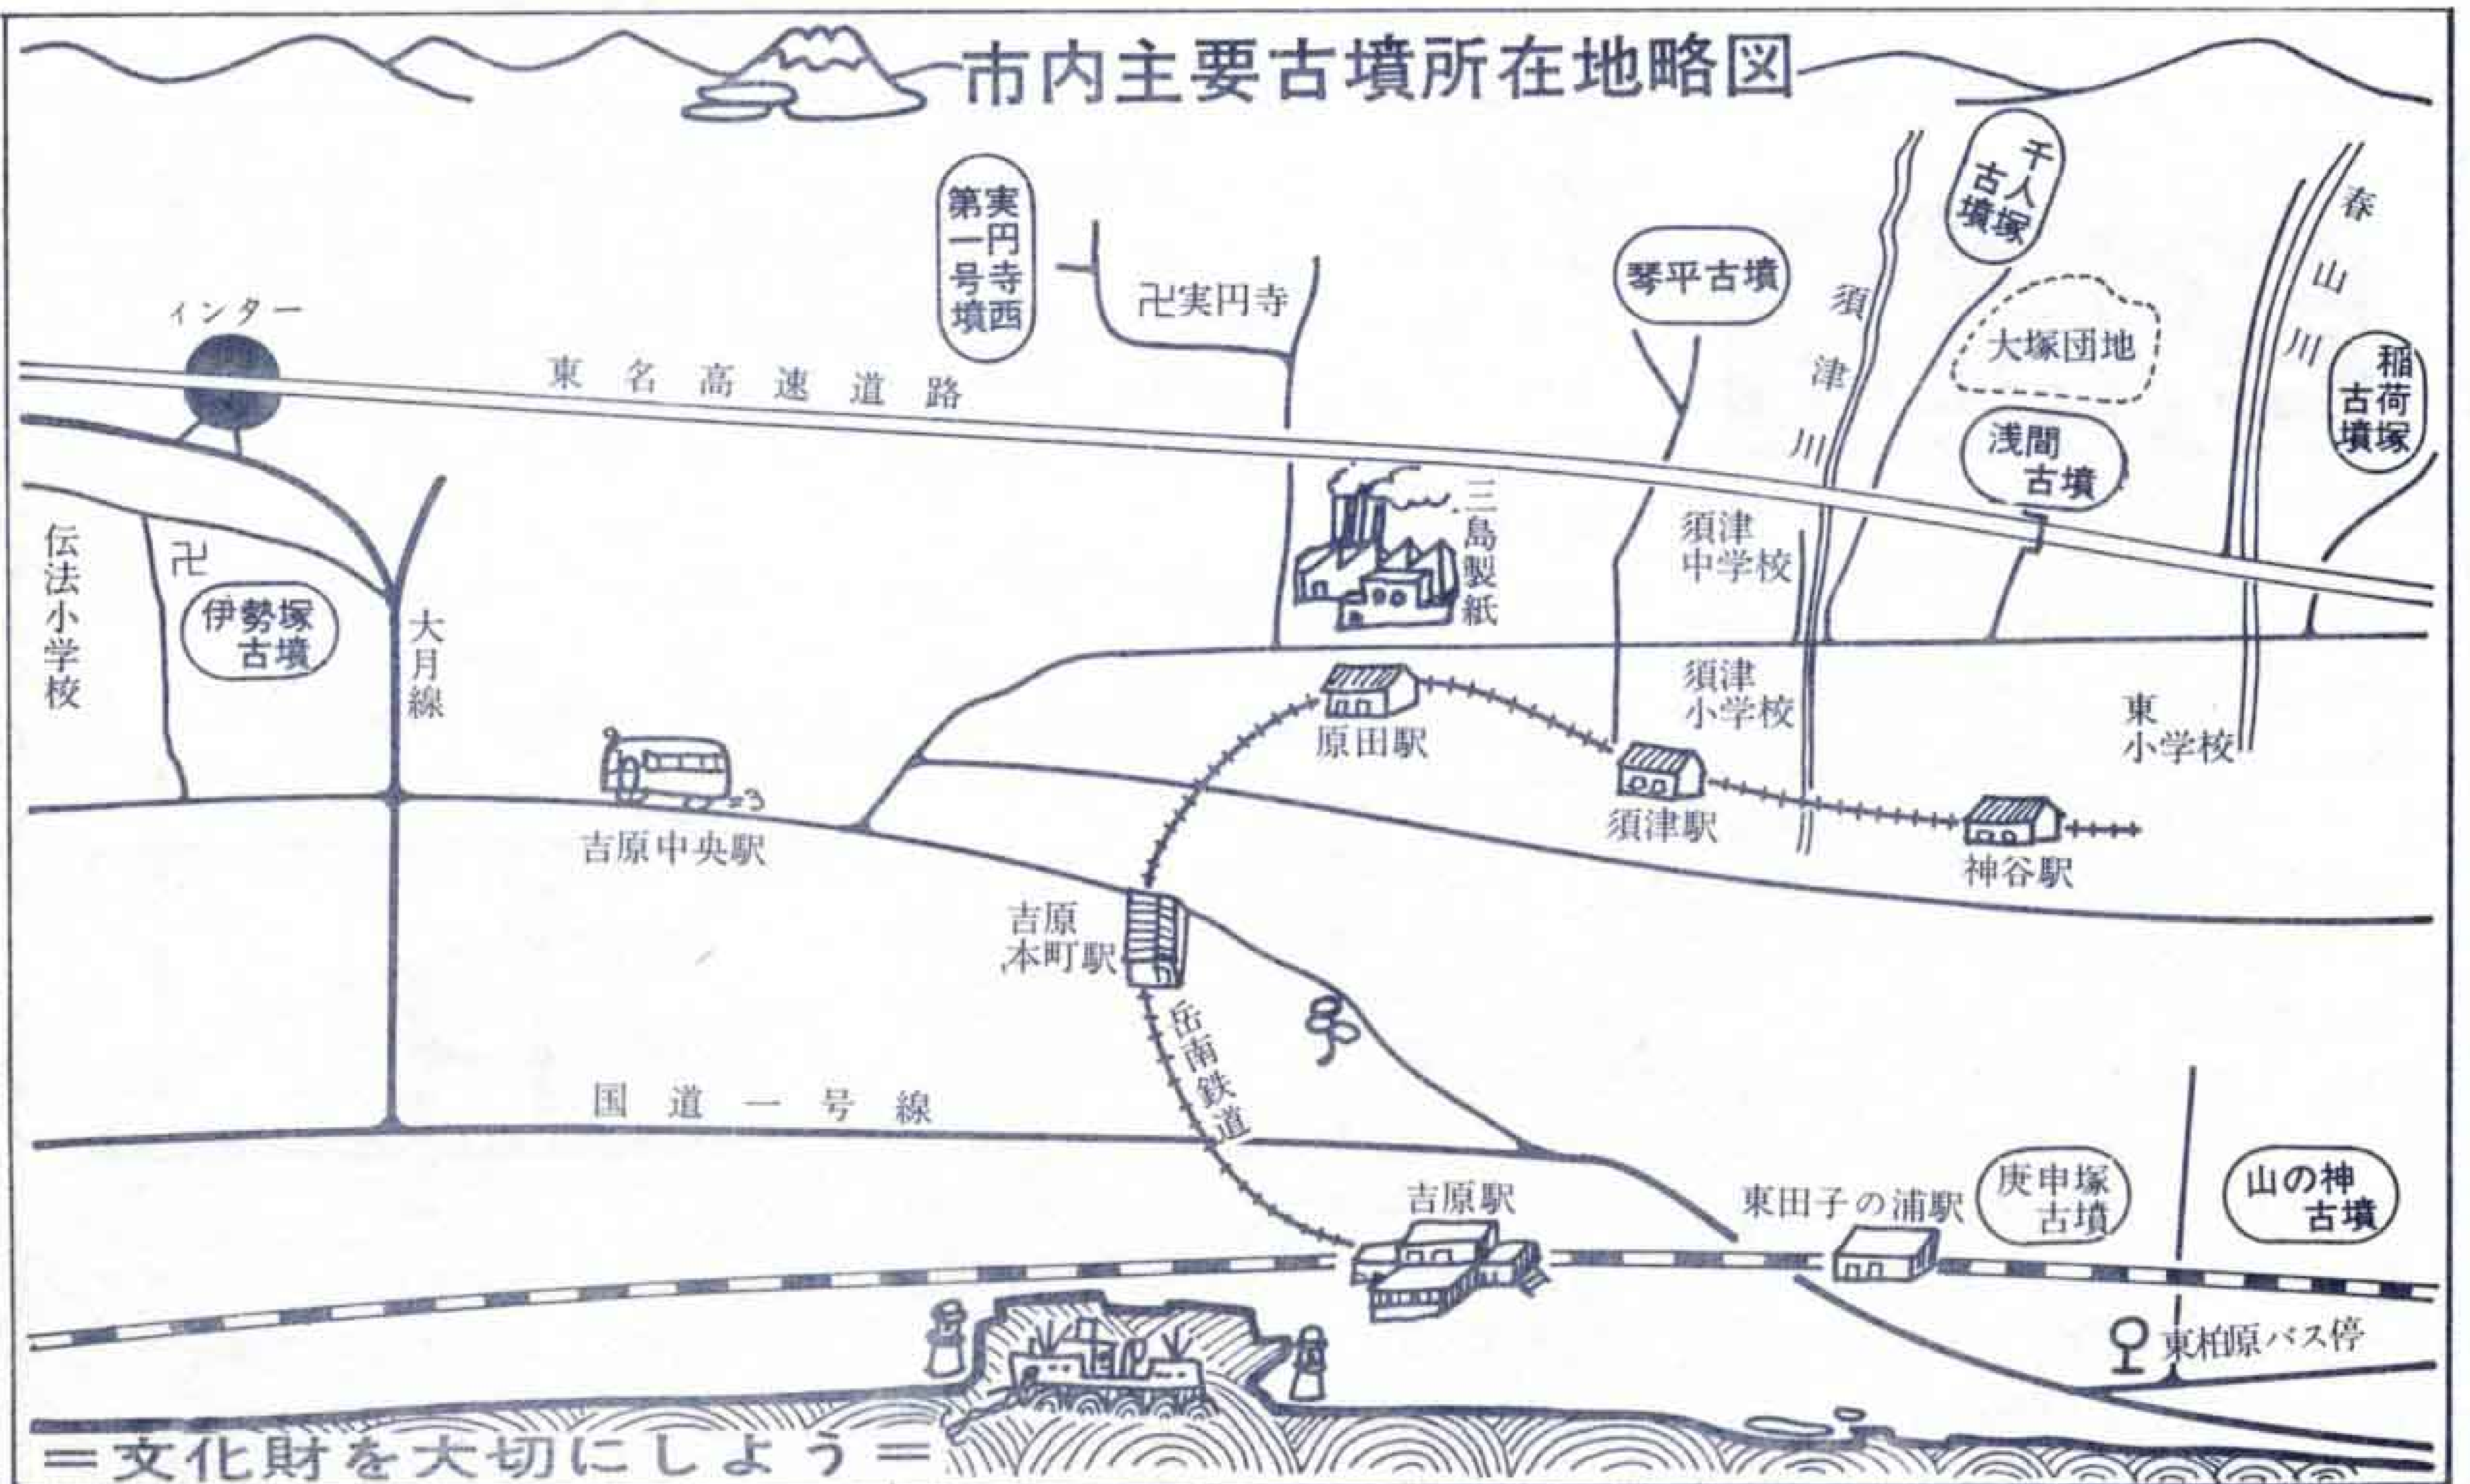 市内主要古墳所在地略図
実円寺西
第一号墳
卍実円寺
千人塚
古墳
琴平古墳
須津川
春山川
大塚団地
稲荷塚
古墳
浅間
古墳
インター
東名高速道路
三島製紙
須津
中学校
伝法小学校
卍
伊勢塚
古墳
大月線
須津
小学校
東
小学校
原田駅
須津駅
神谷駅
吉原中央駅
吉原
本町駅
岳南鉄道
国道一号線
吉原駅
東田子の浦駅
庚申塚
古墳
山の神
古墳
東柏原バス停
=文化財を大切にしよう=